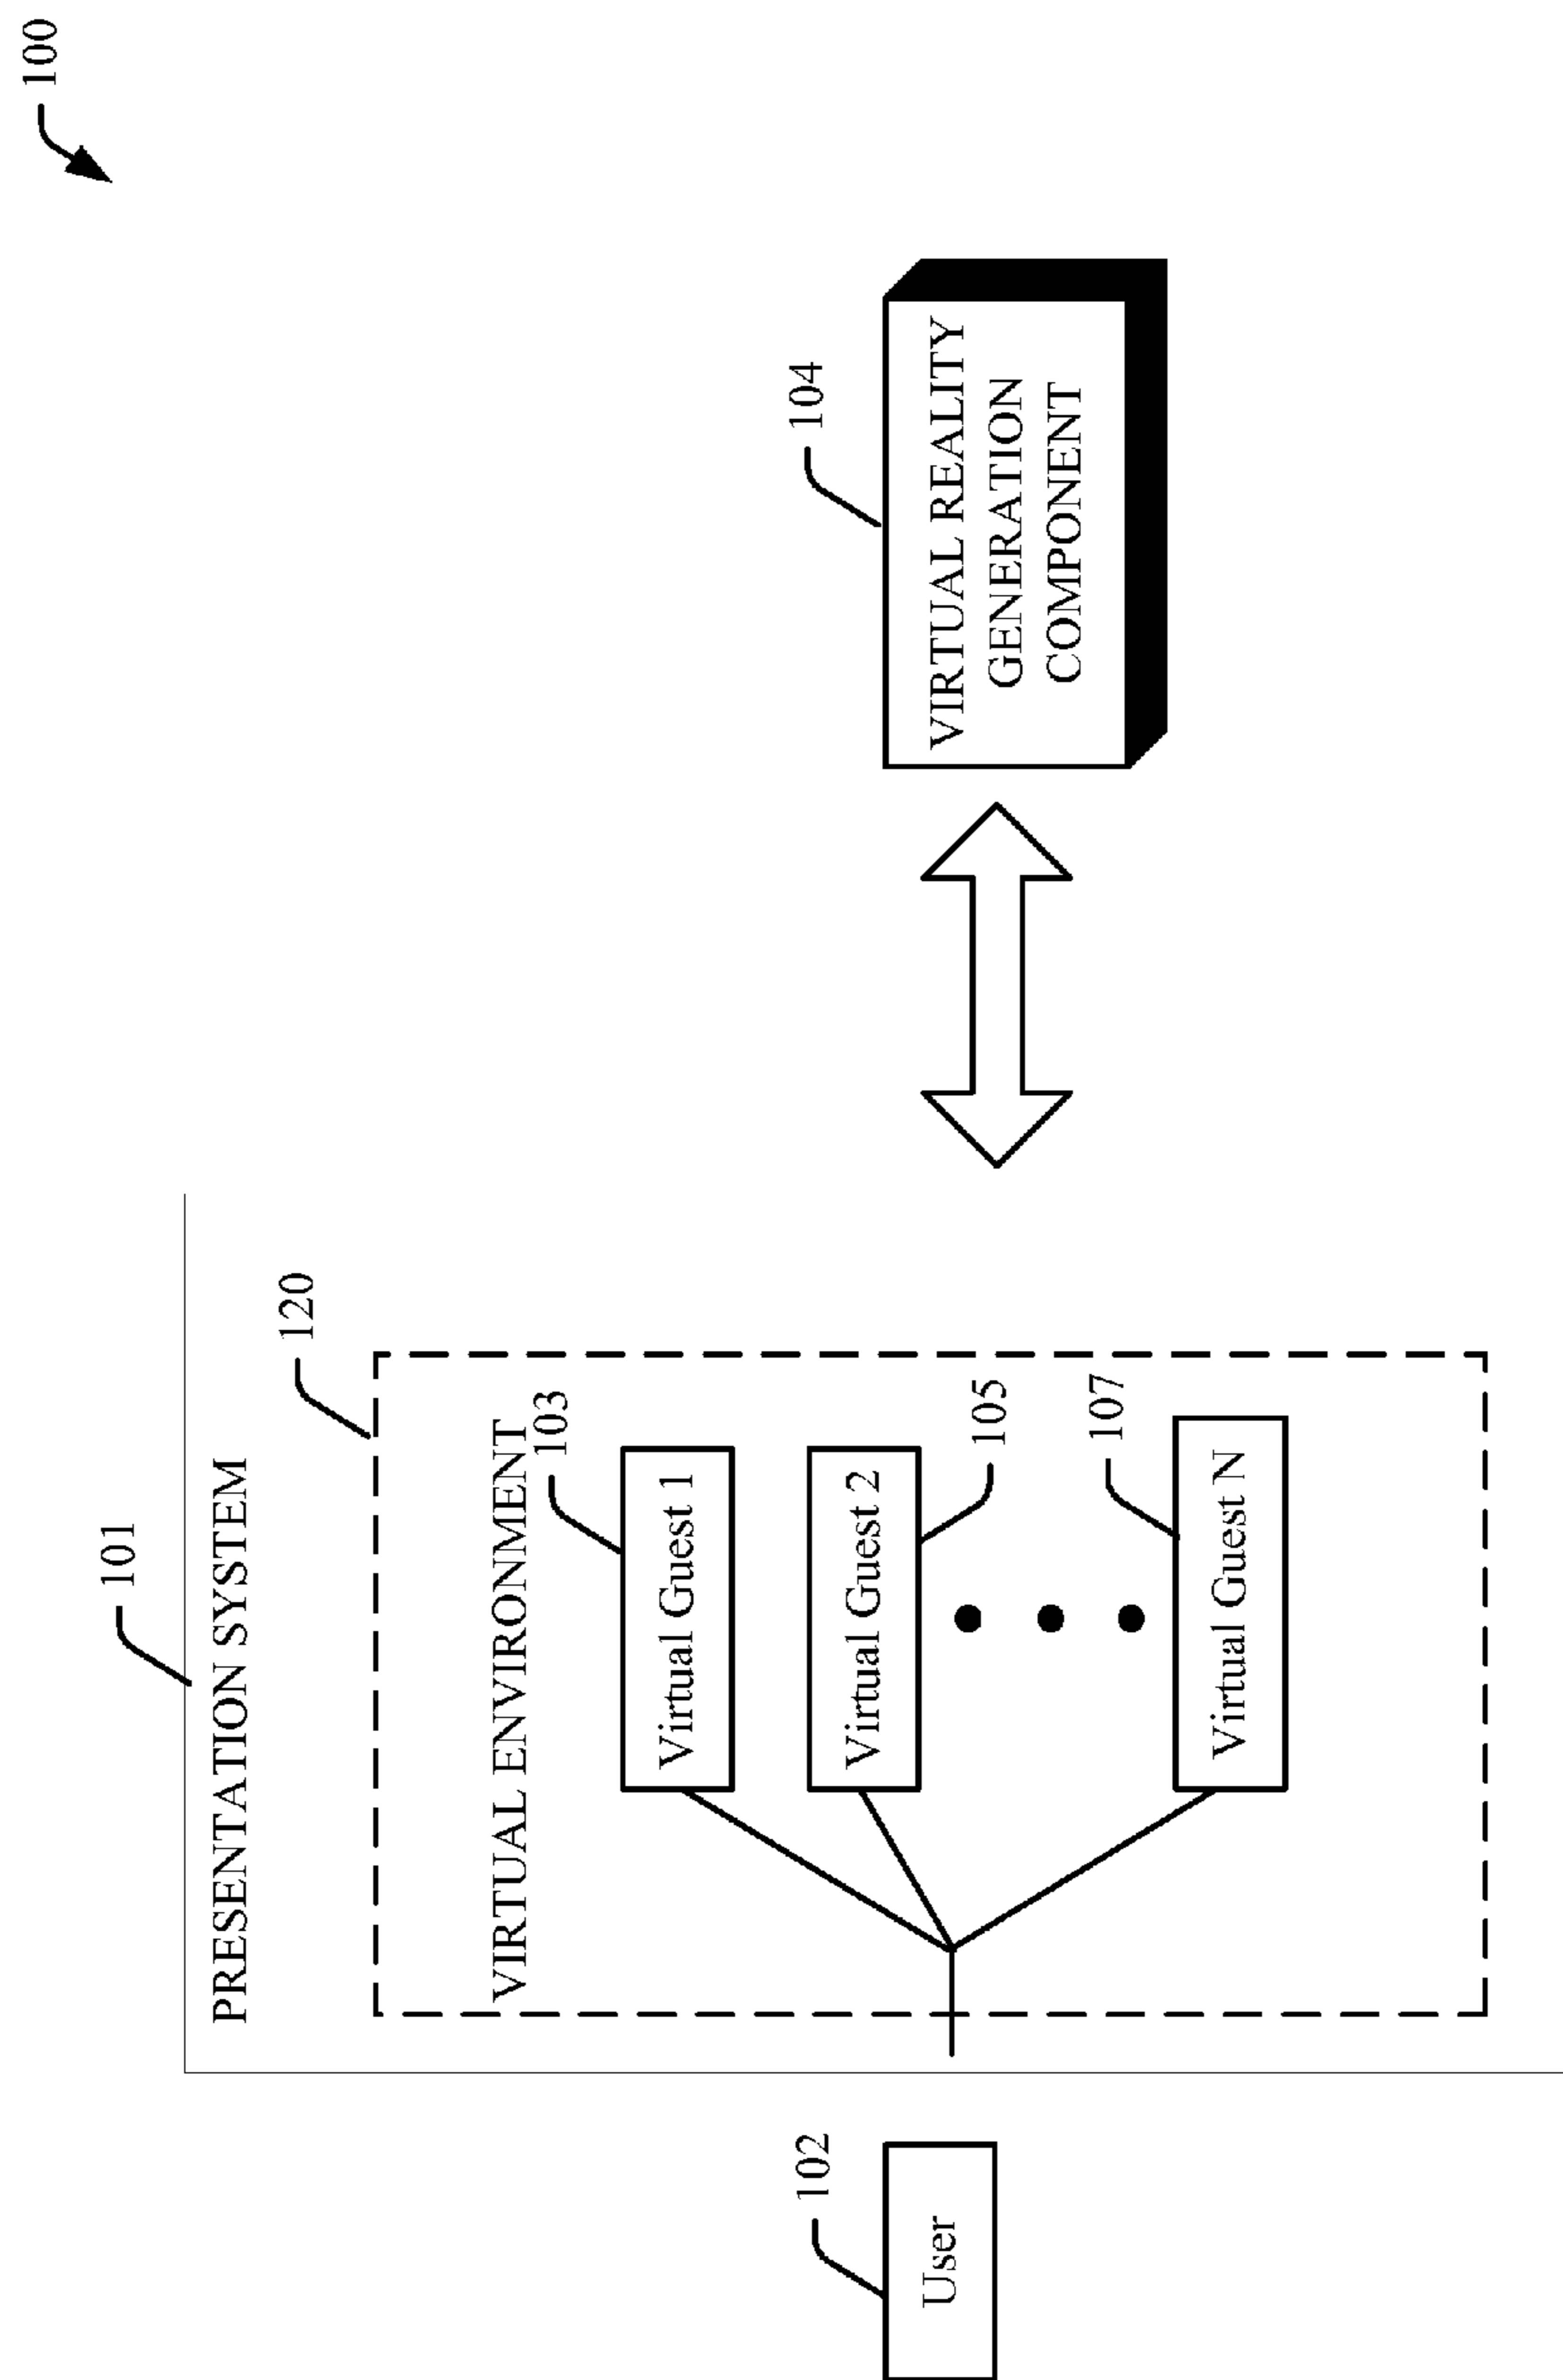 100
101
PRESENTATION SYSTEM
120
VIRTUAL ENVIRONMENT
103
Virtual Guest 1
Virtual Guest 2
105
107
Virtual Guest N
102
User
104
VIRTUAL REALITY
GENERATION
COMPONENT